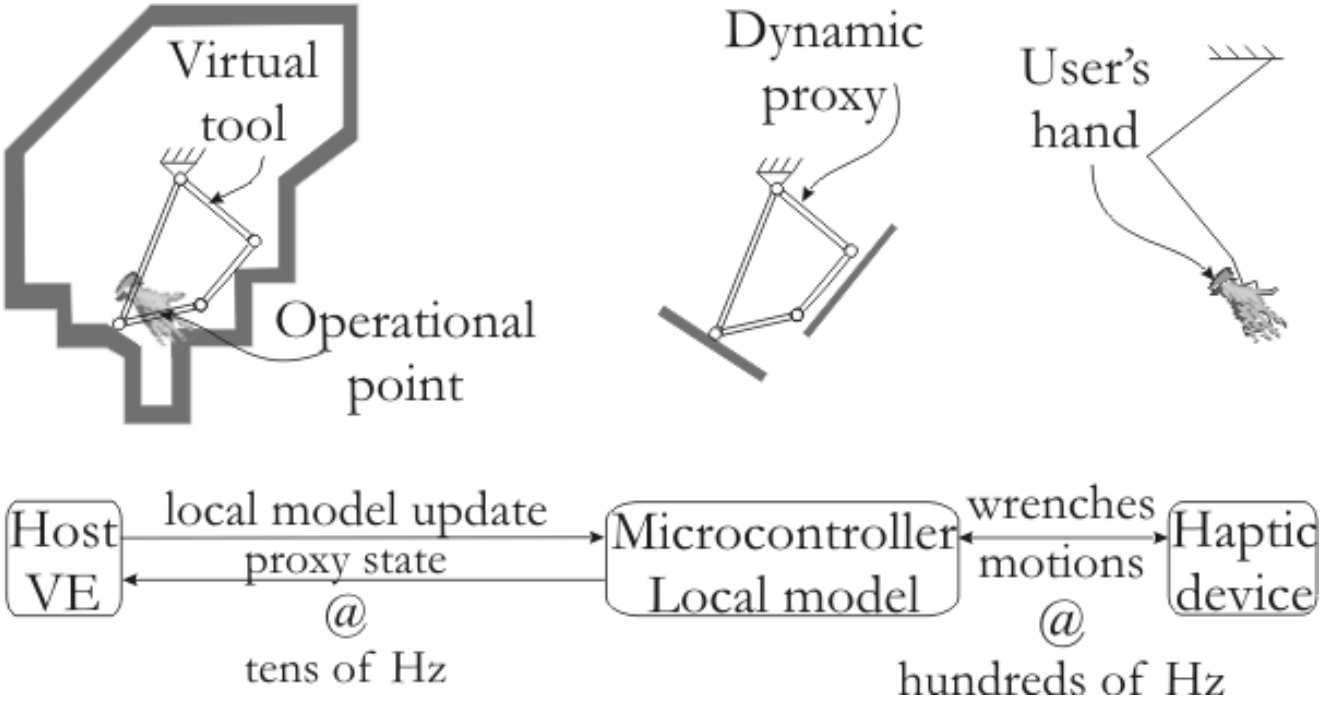 Virtual
tool
Operational
point
Dynamic
proxy
User's
hand
Host
VE
local model update
proxy state
@
tens of Hz
Microcontroller
Local model
wrenches
motions
@
hundreds of Hz
Haptic
device